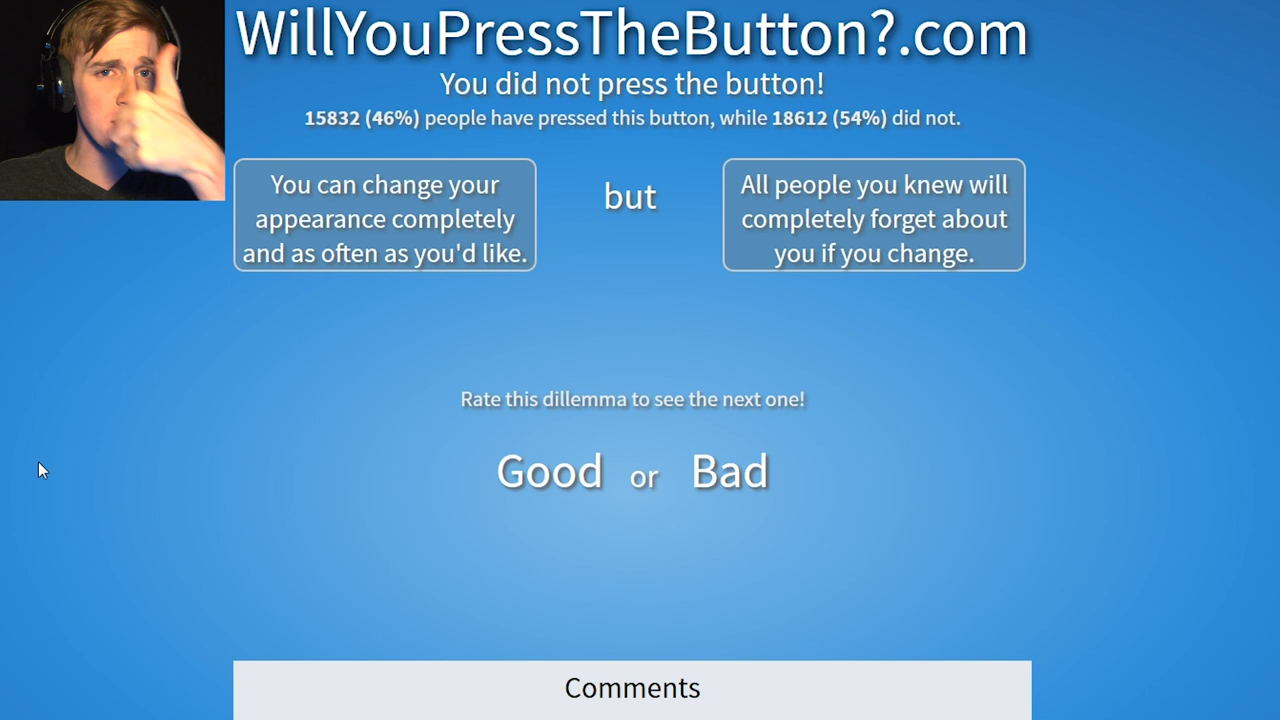 WillYouPressTheButton?.com
You did not press the button!
15832 (46%) people have pressed this button, while 18612 (54%) did not.
You can change your
appearance completely
and as often as you'd like.
but
All people you knew will
completely forget about
you if you change.
Rate this dillemma to see the next one!
Good or Bad
Comments